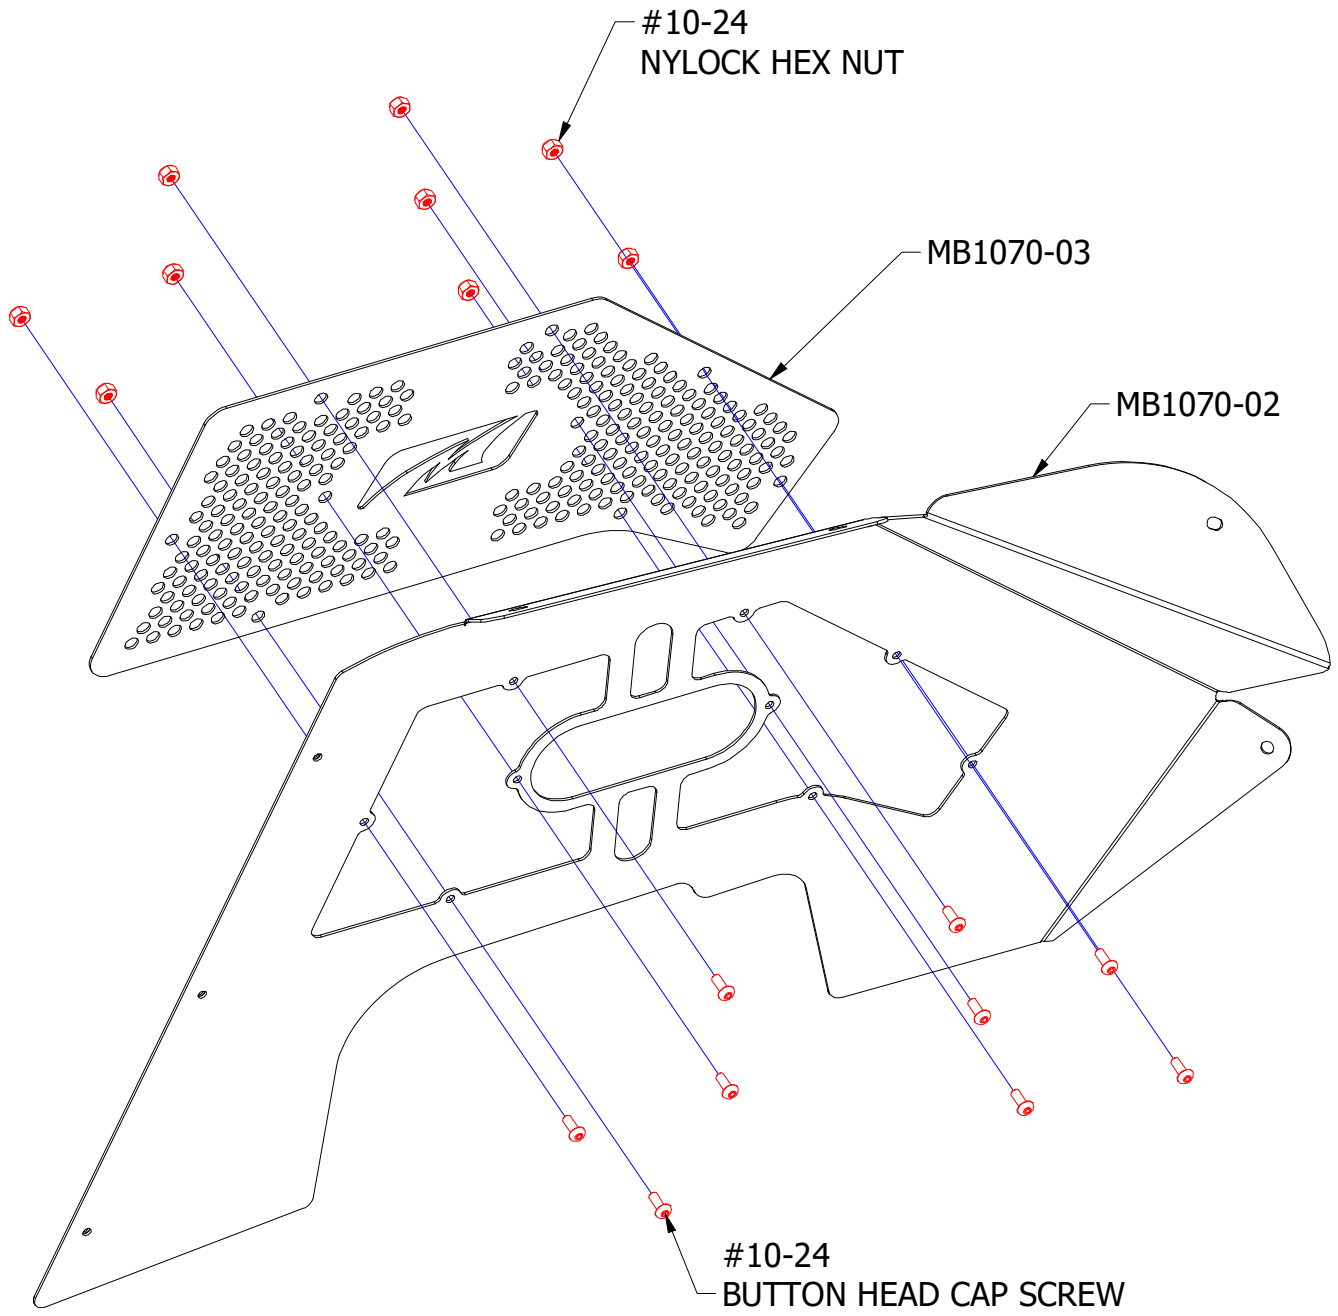 #10-24
NYLOCK HEX NUT
MB1070-03
MB1070-02
#10-24
BUTTON HEAD CAP SCREW